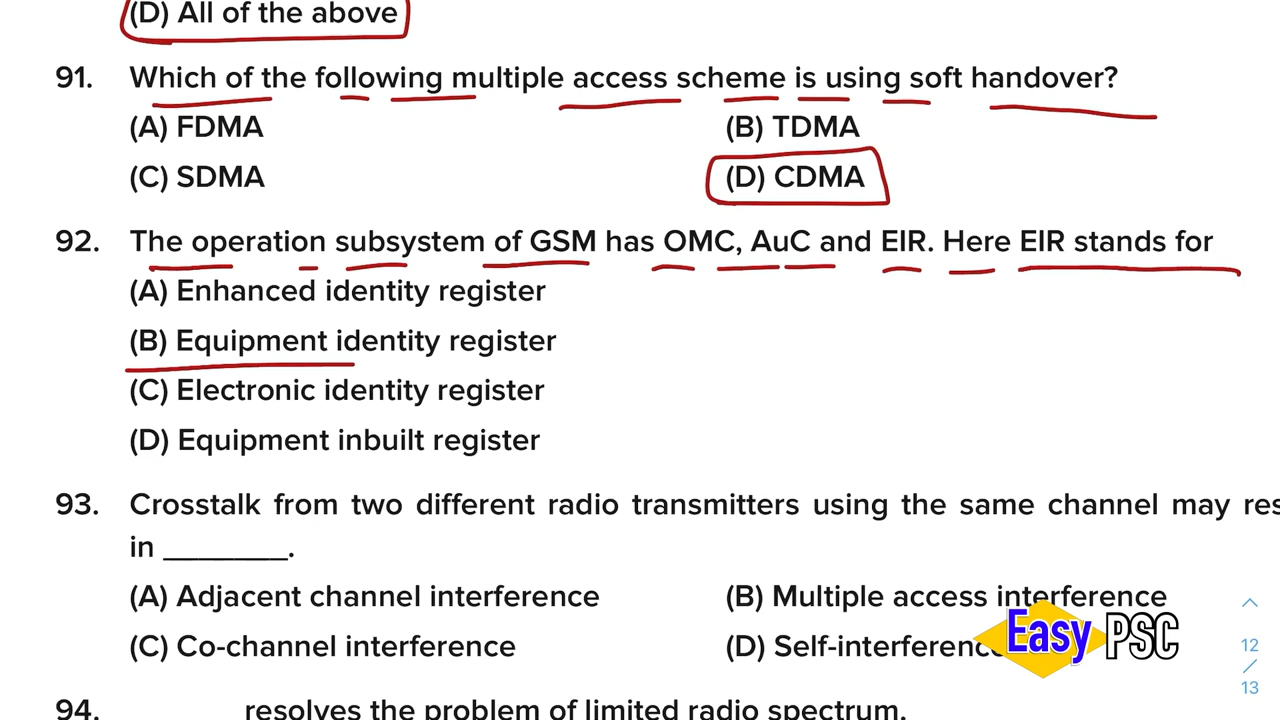 (D) All of the above
91. Which of the following multiple access scheme is using soft handover?
(A) FDMA (B) TDMA
(C) SDMA (D) CDMA
92. The operation subsystem of GSM has OMC, AuC and EIR. Here EIR stands for
(A) Enhanced identity register
(B) Equipment identity register
(C) Electronic identity register
(D) Equipment inbuilt register
93. Crosstalk from two different radio transmitters using the same channel may res
in _______.
(A) Adjacent channel interference (B) Multiple access interference
(C) Co-channel interference (D) Self-interference
Easy PSC
12
/
13
94. _______ resolves the problem of limited radio spectrum.